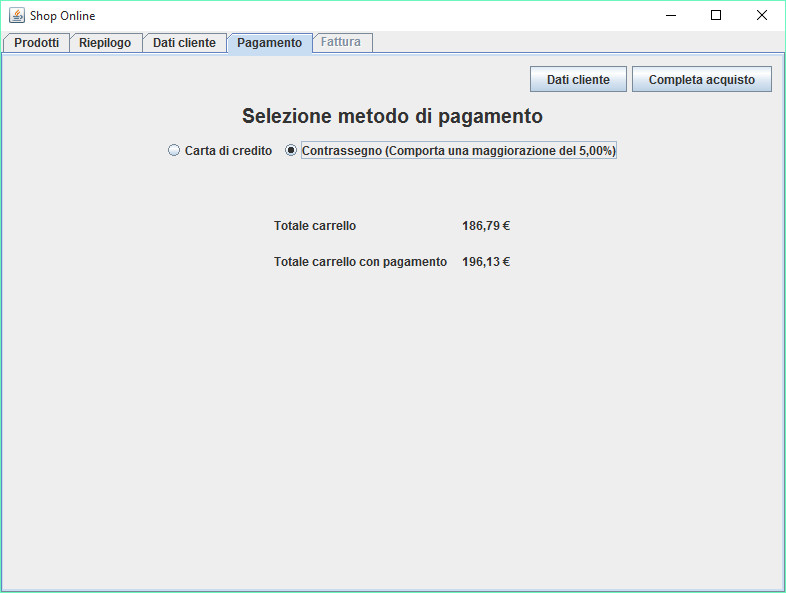 Shop Online
Prodotti Riepilogo Dati cliente Pagamento Fattura
Dati cliente Completa acquisto
Selezione metodo di pagamento
Carta di credito Contrassegno (Comporta una maggiorazione del 5,00%)
Totale carrello 186,79 €
Totale carrello con pagamento 196,13 €